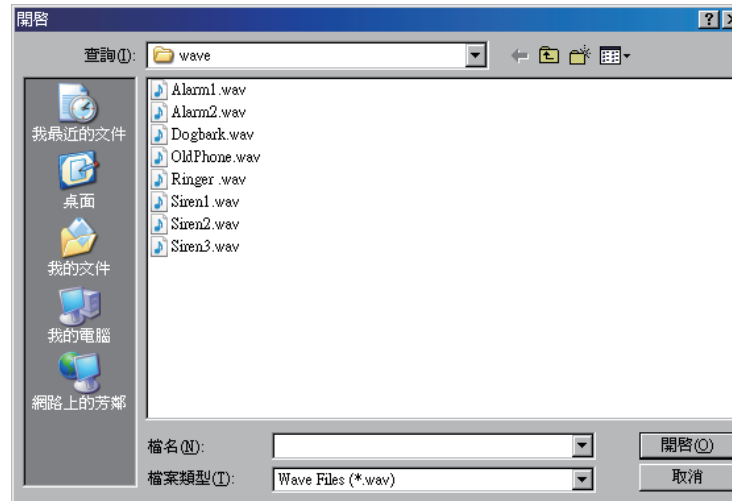 開啓
查詢(I):
wave
Alarm1.wav
Alarm2.wav
Dogbark.wav
OldPhone.wav
Ringer .wav
Siren1.wav
Siren2.wav
Siren3.wav
我最近的文件
桌面
我的文件
我的電腦
網路上的芳鄰
檔名(N):
開啓(O)
檔案類型(T):
Wave Files (*.wav)
取消